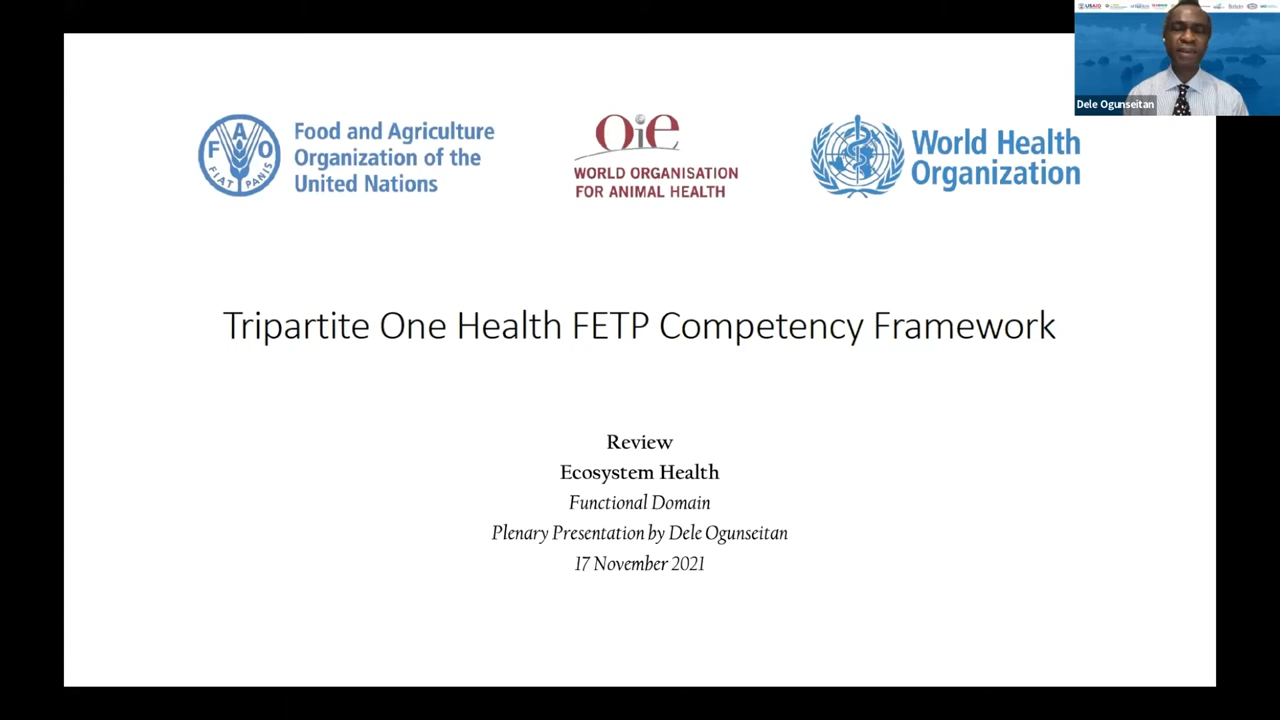 USAID
Dele Ogunseitan
FAO
FIAT PANIS
Food and Agriculture
Organization of the
United Nations
Oie
WORLD ORGANISATION
FOR ANIMAL HEALTH
World Health
Organization
Tripartite One Health FETP Competency Framework
Review
Ecosystem Health
Functional Domain
Plenary Presentation by Dele Ogunseitan
17 November 2021